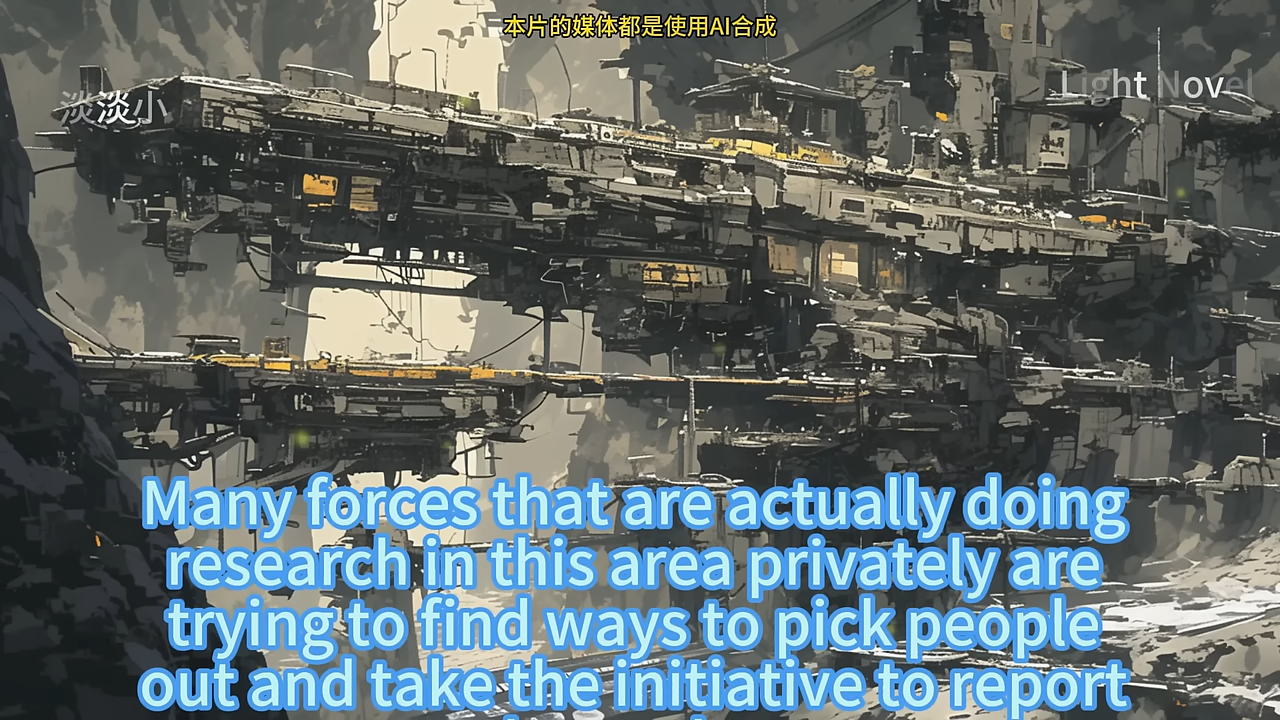 本片的媒体都是使用AI合成
淡淡小
Light Novel
Many forces that are actually doing
research in this area privately are
trying to find ways to pick people
out and take the initiative to report